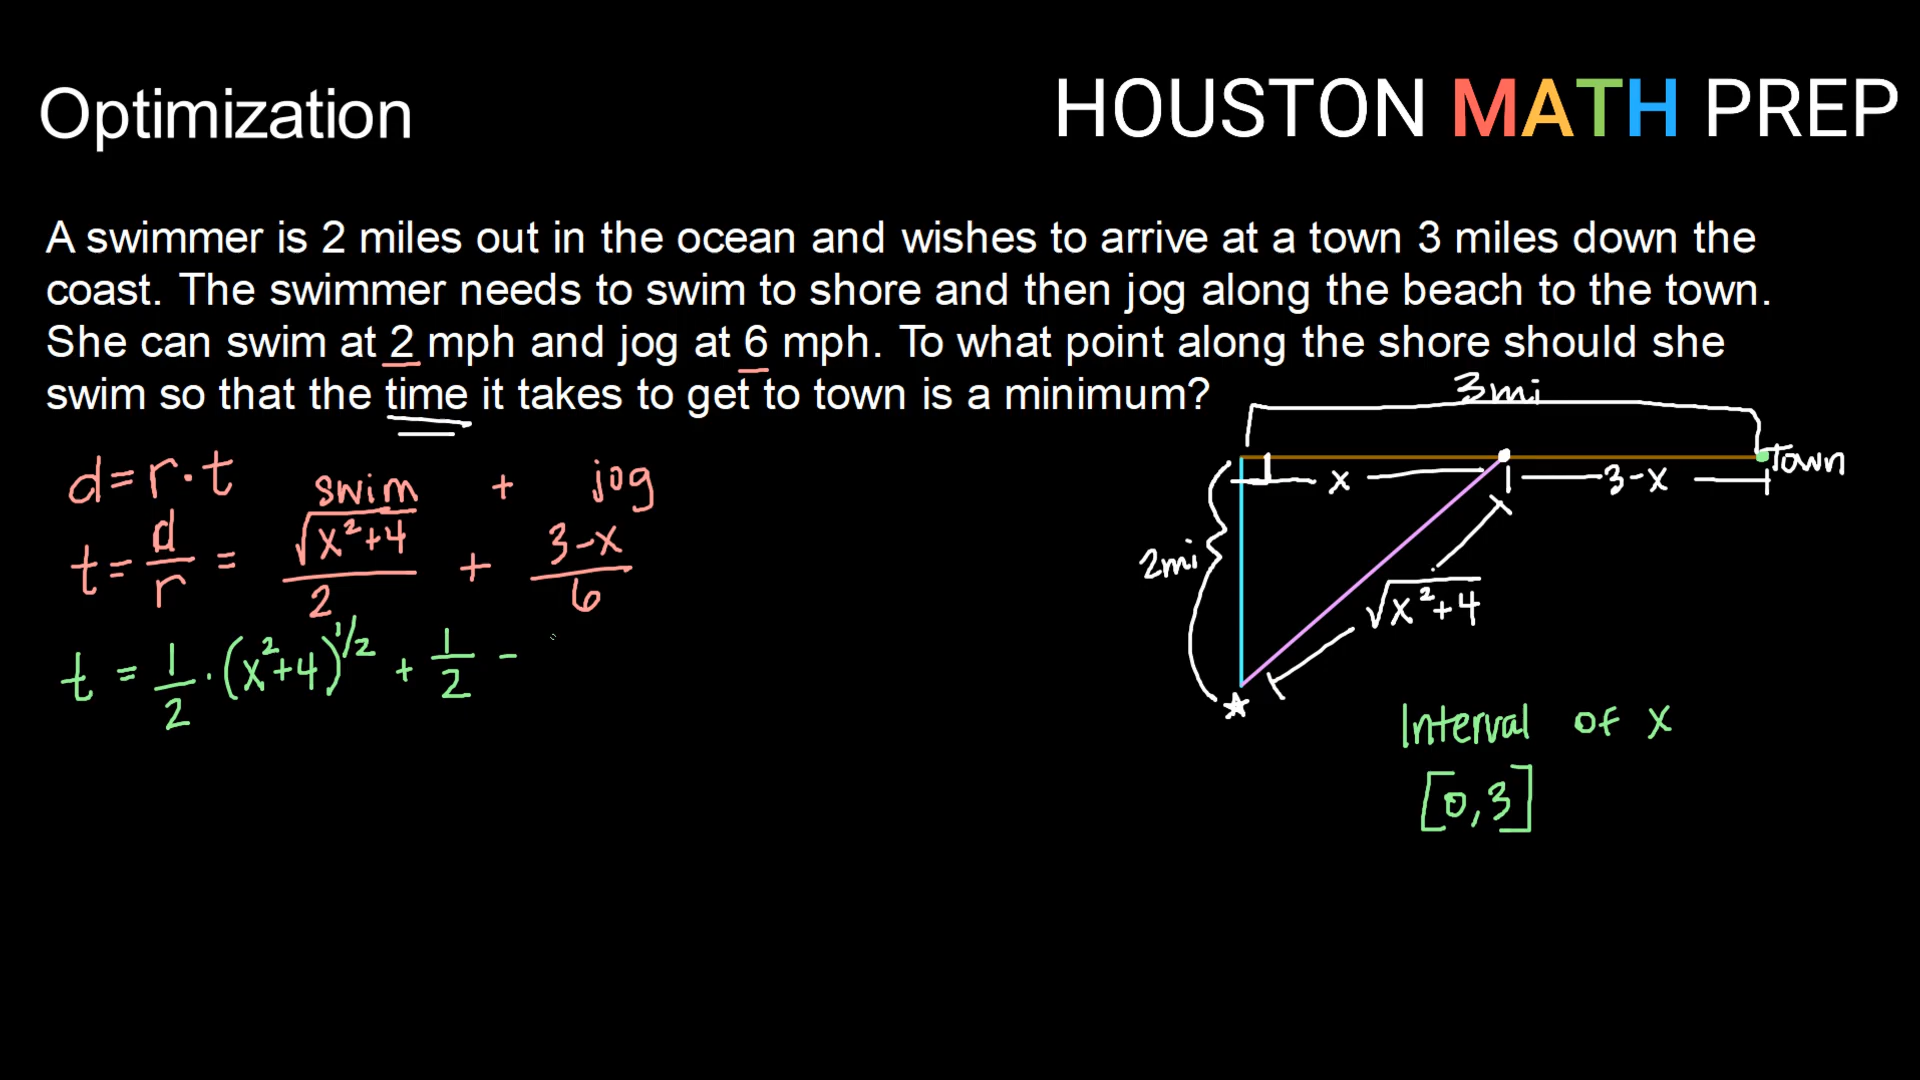 Optimization
HOUSTON MATH PREP
A swimmer is 2 miles out in the ocean and wishes to arrive at a town 3 miles down the
coast. The swimmer needs to swim to shore and then jog along the beach to the town.
She can swim at 2 mph and jog at 6 mph. To what point along the shore should she
swim so that the time it takes to get to town is a minimum?
3mi
Town
x
3-x
2mi
√x²+4
d=r·t
swim + jog
t = d/r = √x²+4/2 + 3-x/6
t = 1/2 · (x²+4)^1/2 + 1/2 -
Interval of x
[0,3]